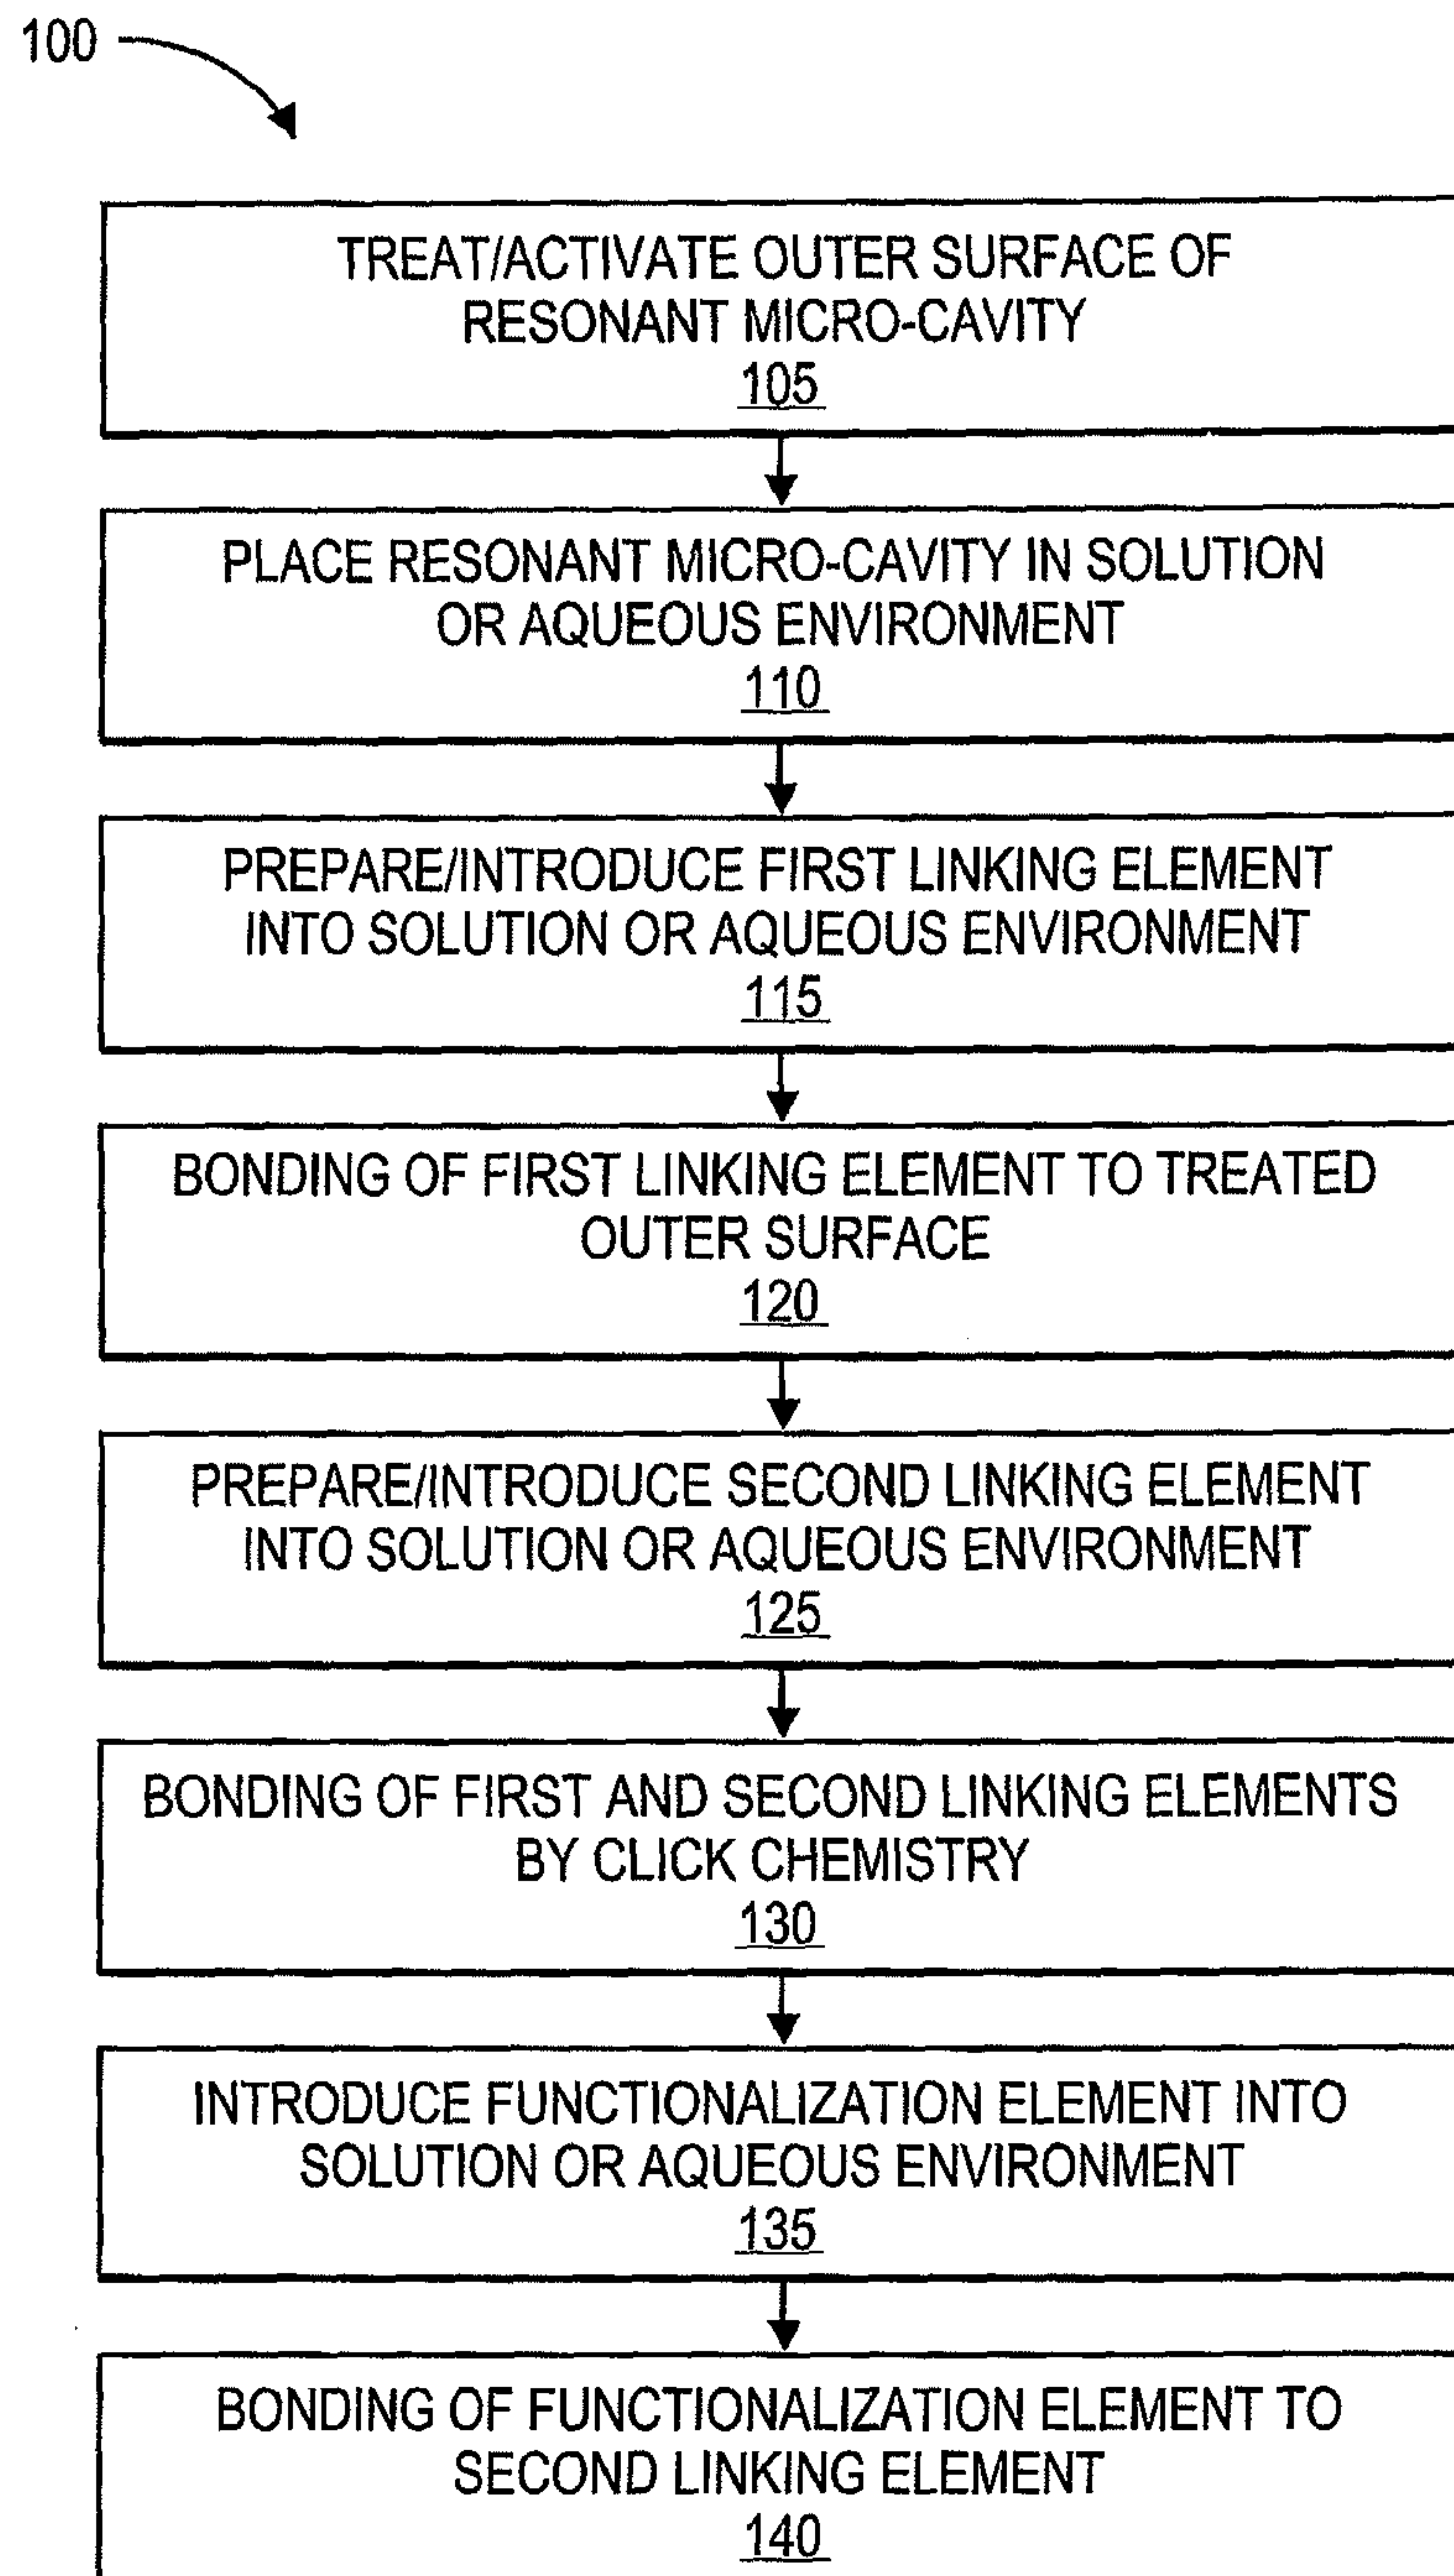 100
TREAT/ACTIVATE OUTER SURFACE OF
RESONANT MICRO-CAVITY
105
PLACE RESONANT MICRO-CAVITY IN SOLUTION
OR AQUEOUS ENVIRONMENT
110
PREPARE/INTRODUCE FIRST LINKING ELEMENT
INTO SOLUTION OR AQUEOUS ENVIRONMENT
115
BONDING OF FIRST LINKING ELEMENT TO TREATED
OUTER SURFACE
120
PREPARE/INTRODUCE SECOND LINKING ELEMENT
INTO SOLUTION OR AQUEOUS ENVIRONMENT
125
BONDING OF FIRST AND SECOND LINKING ELEMENTS
BY CLICK CHEMISTRY
130
INTRODUCE FUNCTIONALIZATION ELEMENT INTO
SOLUTION OR AQUEOUS ENVIRONMENT
135
BONDING OF FUNCTIONALIZATION ELEMENT TO
SECOND LINKING ELEMENT
140